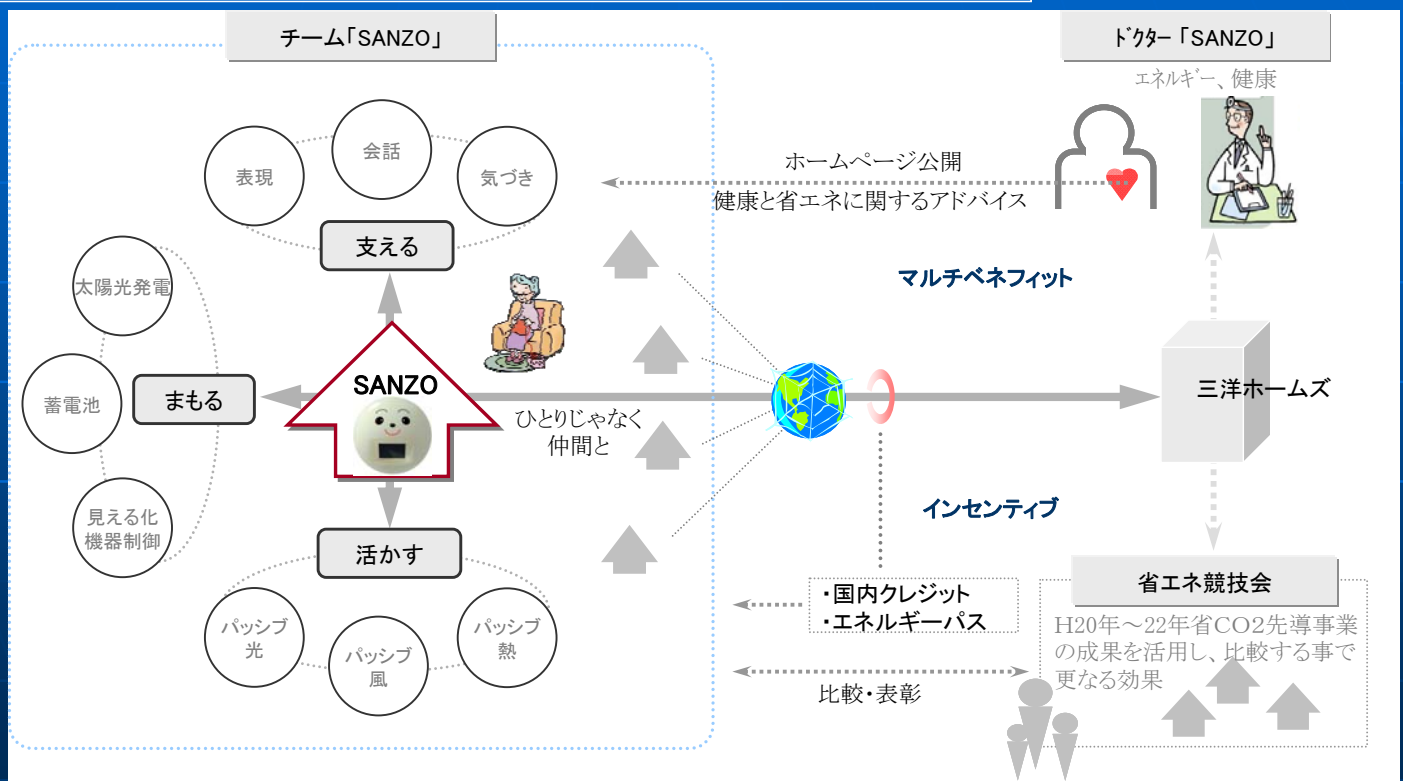 チーム「SANZO」
ドクター「SANZO」
エネルギー、健康
会話
表現
気づき
支える
ホームページ公開
健康と省エネに関するアドバイス
太陽光発電
マルチベネフィット
SANZO
蓄電池
まもる
三洋ホームズ
ひとりじゃなく
仲間と
見える化
機器制御
インセンティブ
活かす
・国内クレジット
・エネルギーパス
省エネ競技会
H20年～22年省CO2先導事業
の成果を活用し、比較する事で
更なる効果
パッシブ
光
パッシブ
風
パッシブ
熱
比較・表彰